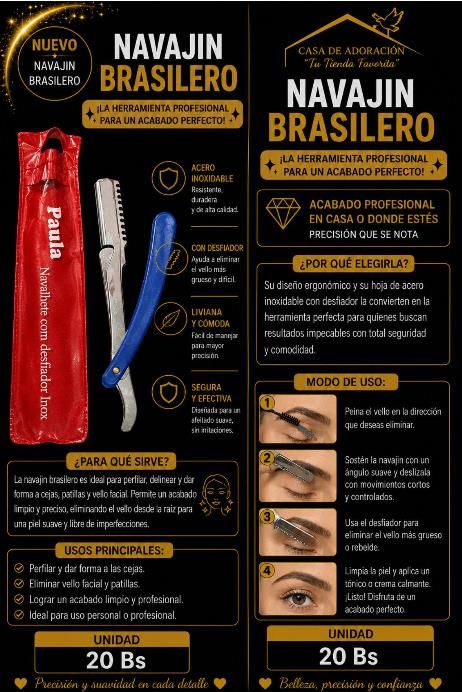 NUEVO
NAVAJIN
BRASILERO
NAVAJIN
BRASILERO
¡LA HERRAMIENTA PROFESIONAL
PARA UN ACABADO PERFECTO!
Paula
Navalhete com desfiador Inox
ACERO
INOXIDABLE
Resistente,
duradera
y de alta calidad.
CON DESFIADOR
Ayuda a eliminar
el vello más
grueso y difícil.
LIVIANA
Y CÓMODA
Fácil de manejar
para mayor
precisión.
SEGURA
Y EFECTIVA
Diseñada para un
afeitado suave,
sin irritaciones.
¿PARA QUÉ SIRVE?
La navajin brasilero es ideal para perfilar, delinear y dar
forma a cejas, patillas y vello facial. Permite un acabado
limpio y preciso, eliminando el vello desde la raíz para
una piel suave y libre de imperfecciones.
USOS PRINCIPALES:
Perfilar y dar forma a las cejas.
Eliminar vello facial y patillas.
Lograr un acabado limpio y profesional.
Ideal para uso personal o profesional.
UNIDAD
20 Bs
Precisión y suavidad en cada detalle
CASA DE ADORACIÓN
"Tu Tienda Favorita"
NAVAJIN
BRASILERO
¡LA HERRAMIENTA PROFESIONAL
PARA UN ACABADO PERFECTO!
ACABADO PROFESIONAL
EN CASA O DONDE ESTÉS
PRECISIÓN QUE SE NOTA
¿POR QUÉ ELEGIRLA?
Su diseño ergonómico y su hoja de acero
inoxidable con desfiador la convierten en la
herramienta perfecta para quienes buscan
resultados impecables con total seguridad
y comodidad.
MODO DE USO:
1
Peina el vello en la dirección
que deseas eliminar.
2
Sostén la navajin con un
ángulo suave y deslízala
con movimientos cortos
y controlados.
3
Usa el desfiador para
eliminar el vello más grueso
o rebelde.
4
Limpia la piel y aplica un
tónico o crema calmante.
¡Listo! Disfruta de un
acabado perfecto.
UNIDAD
20 Bs
Belleza, precisión y confianza